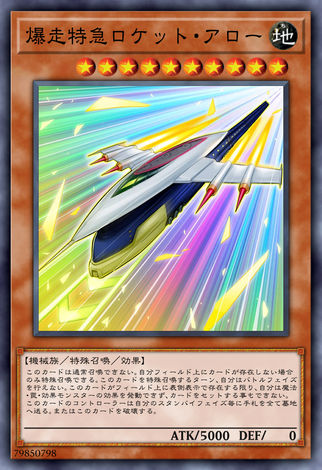 爆走特急ロケット・アロー
地
【機械族／特殊召喚／効果】
このカードは通常召喚できない。自分フィールド上にカードが存在しない場合
のみ特殊召喚できる。このカードを特殊召喚するターン、自分はバトルフェイズ
を行えない。このカードがフィールド上に表側表示で存在する限り、自分は魔法
・罠・効果モンスターの効果を発動できず、カードをセットする事もできない。
このカードのコントローラーは自分のスタンバイフェイズ毎に手札を全て墓地
へ送る。またはこのカードを破壊する。
ATK/5000 DEF/ 0
79850798